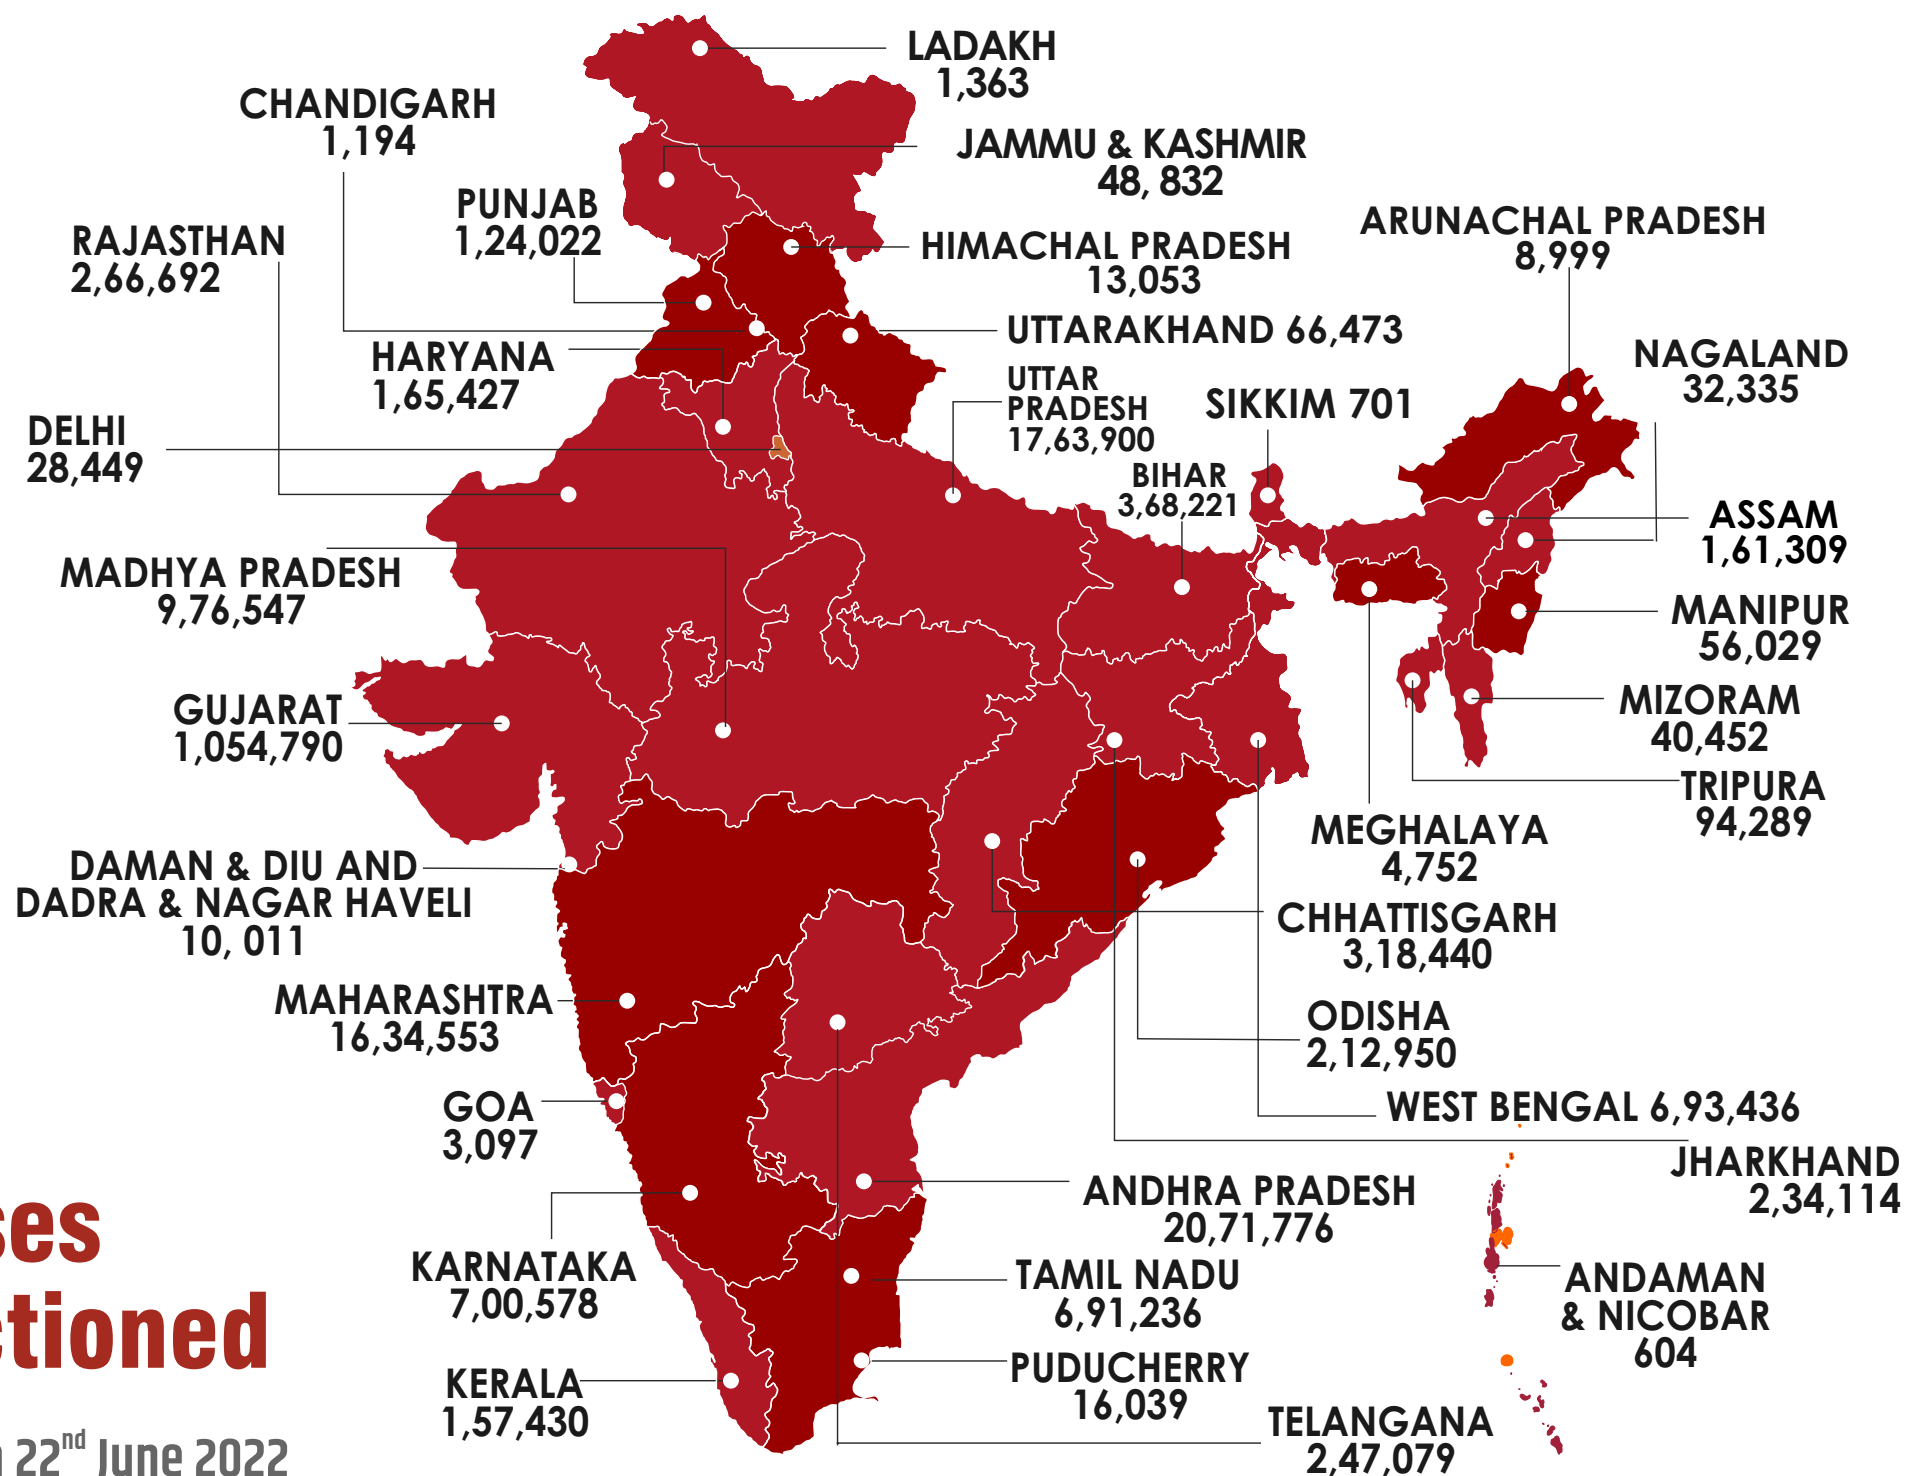 LADAKH
1,363
CHANDIGARH
1,194
JAMMU & KASHMIR
48, 832
PUNJAB
1,24,022
RAJASTHAN
2,66,692
HIMACHAL PRADESH
13,053
ARUNACHAL PRADESH
8,999
UTTARAKHAND 66,473
HARYANA
1,65,427
NAGALAND
32,335
UTTAR
PRADESH
17,63,900
SIKKIM 701
DELHI
28,449
BIHAR
3,68,221
ASSAM
1,61,309
MADHYA PRADESH
9,76,547
MANIPUR
56,029
GUJARAT
1,054,790
MIZORAM
40,452
TRIPURA
94,289
MEGHALAYA
4,752
DAMAN & DIU AND
DADRA & NAGAR HAVELI
10, 011
CHHATTISGARH
3,18,440
MAHARASHTRA
16,34,553
ODISHA
2,12,950
GOA
3,097
WEST BENGAL 6,93,436
JHARKHAND
2,34,114
ANDHRA PRADESH
20,71,776
KARNATAKA
7,00,578
TAMIL NADU
6,91,236
ANDAMAN
& NICOBAR
604
KERALA
1,57,430
PUDUCHERRY
16,039
TELANGANA
2,47,079
ses
ctioned
22nd June 2022